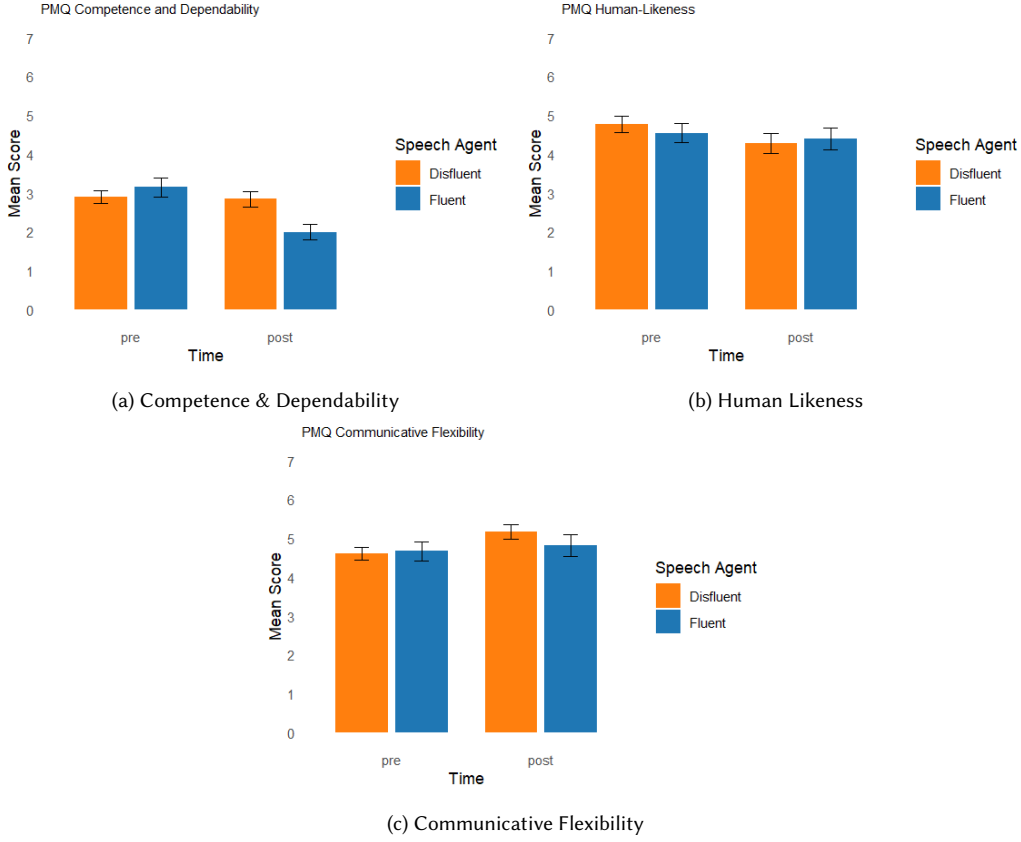 PMQ Competence and Dependability
7
6
5
4
3
2
1
0
Mean Score
pre
post
Time
Speech Agent
Disfluent
Fluent
(a) Competence & Dependability
PMQ Human-Likeness
7
6
5
4
3
2
1
0
Mean Score
pre
post
Time
Speech Agent
Disfluent
Fluent
(b) Human Likeness
PMQ Communicative Flexibility
7
6
5
4
3
2
1
0
Mean Score
pre
post
Time
Speech Agent
Disfluent
Fluent
(c) Communicative Flexibility